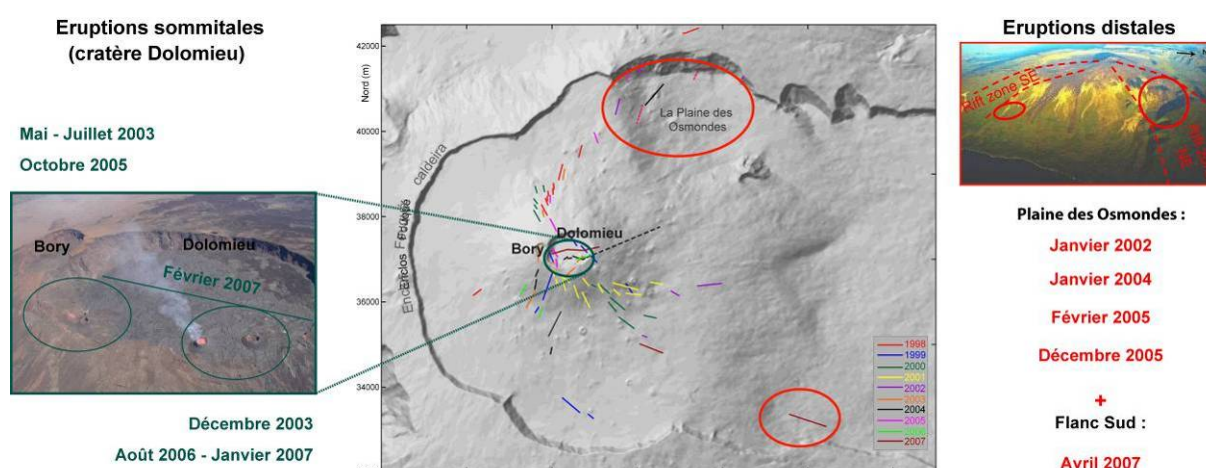 Eruptions sommitales
(cratère Dolomieu)
Mai - Juillet 2003
Octobre 2005
Bory
Dolomieu
Février 2007
Décembre 2003
Août 2006 - Janvier 2007
Nord (m)
42000
40000
38000
36000
34000
Enclos Fouqué caldeira
La Plaine des
Osmondes
Dolomieu
Bory
1998
1999
2000
2001
2002
2003
2004
2005
2006
2007
Eruptions distales
Rift zone SE
NE
Plaine des Osmondes :
Janvier 2002
Janvier 2004
Février 2005
Décembre 2005
+
Flanc Sud :
Avril 2007